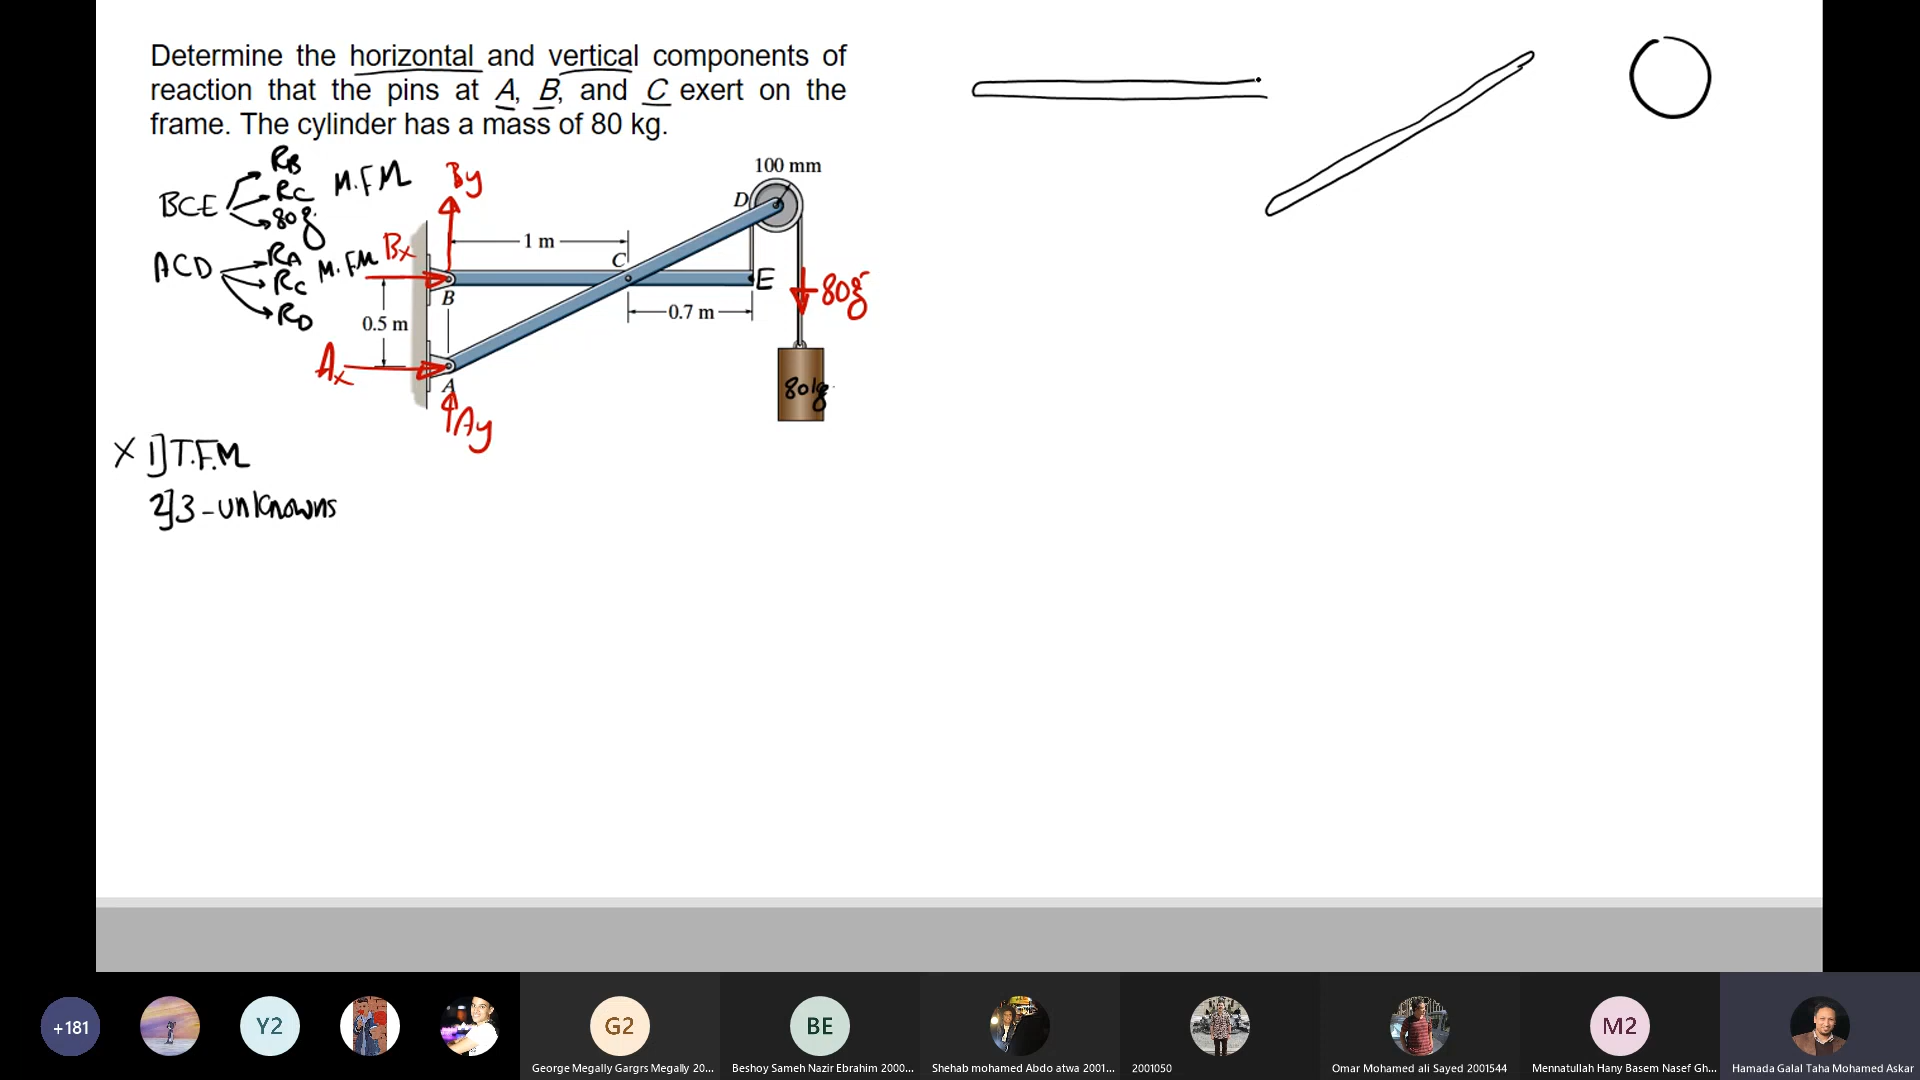 Determine the horizontal and vertical components of
reaction that the pins at A, B, and C exert on the
frame. The cylinder has a mass of 80 kg.
BCE RB
RC M.F.M
80g
ACD RA M.F.M
RC
RD
By
Bx
100 mm
D
1 m
C
B
E
0.5 m
0.7 m
80g
Ax
A
Ay
80kg
X 1] T.F.M
2] 3 - unknowns
+181
Y2
G2
BE
M2
George Megally Gargrs Megally 20...
Beshoy Sameh Nazir Ebrahim 2000...
Shehab mohamed Abdo atwa 2001...
2001050
Omar Mohamed ali Sayed 2001544
Mennatullah Hany Basem Nasef Gh...
Hamada Galal Taha Mohamed Askar